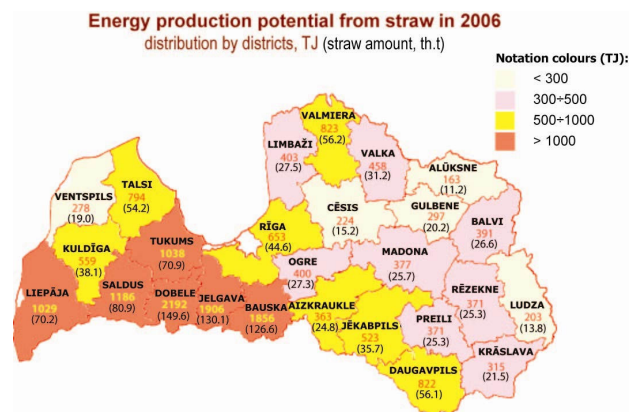 Energy production potential from straw in 2006
distribution by districts, TJ (straw amount, th.t)
Notation colours (TJ):
< 300
300÷500
500÷1000
> 1000
VALMIERA
823
(56.2)
LIMBAŽI
403
(27.5)
VALKA
458
(31.2)
ALŪKSNE
163
(11.2)
TALSI
794
(54.2)
VENTSPILS
278
(19.0)
CĒSIS
224
(15.2)
GULBENE
297
(20.2)
BALVI
391
(26.6)
RĪGA
653
(44.6)
KULDĪGA
559
(38.1)
TUKUMS
1038
(70.9)
OGRE
400
(27.3)
MADONA
377
(25.7)
RĒZEKNE
371
(25.3)
LUDZA
203
(13.8)
LIEPĀJA
1029
(70.2)
SALDUS
1186
(80.9)
DOBELE
2192
(149.6)
JELGAVA
1906
(130.1)
BAUSKA
1856
(126.6)
AIZKRAUKLE
363
(24.8)
JĒKABPILS
523
(35.7)
PREILI
371
(25.3)
KRĀSLAVA
315
(21.5)
DAUGAVPILS
822
(56.1)